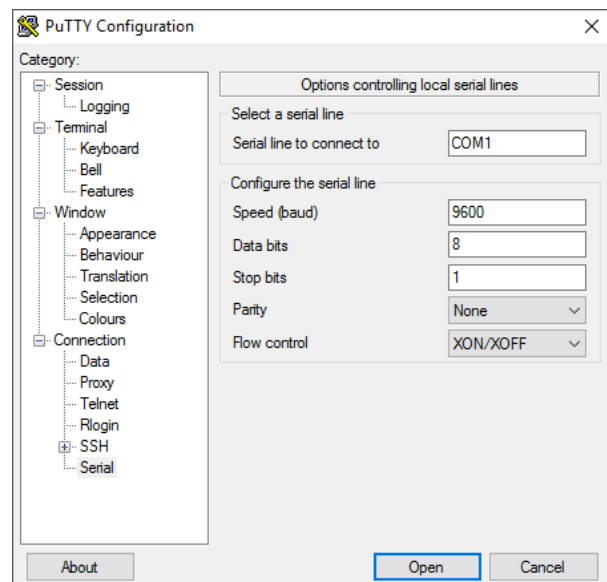 PuTTY Configuration
Category:
Session
Logging
Terminal
Keyboard
Bell
Features
Window
Appearance
Behaviour
Translation
Selection
Colours
Connection
Data
Proxy
Telnet
Rlogin
SSH
Serial
Options controlling local serial lines
Select a serial line
Serial line to connect to COM1
Configure the serial line
Speed (baud) 9600
Data bits 8
Stop bits 1
Parity None
Flow control XON/XOFF
About Open Cancel